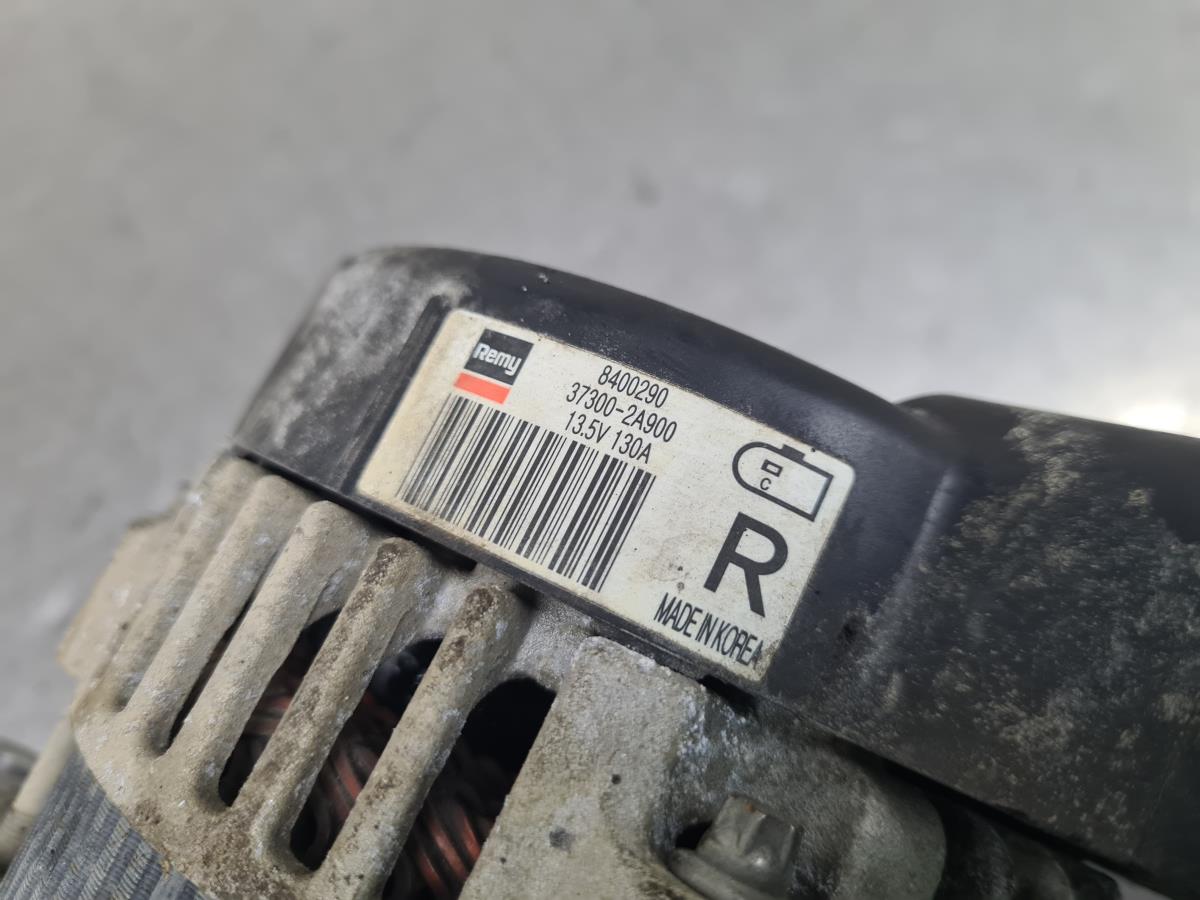 Remy
8400290
37300-2A900
13.5V 130A
C
R
MADE IN KOREA